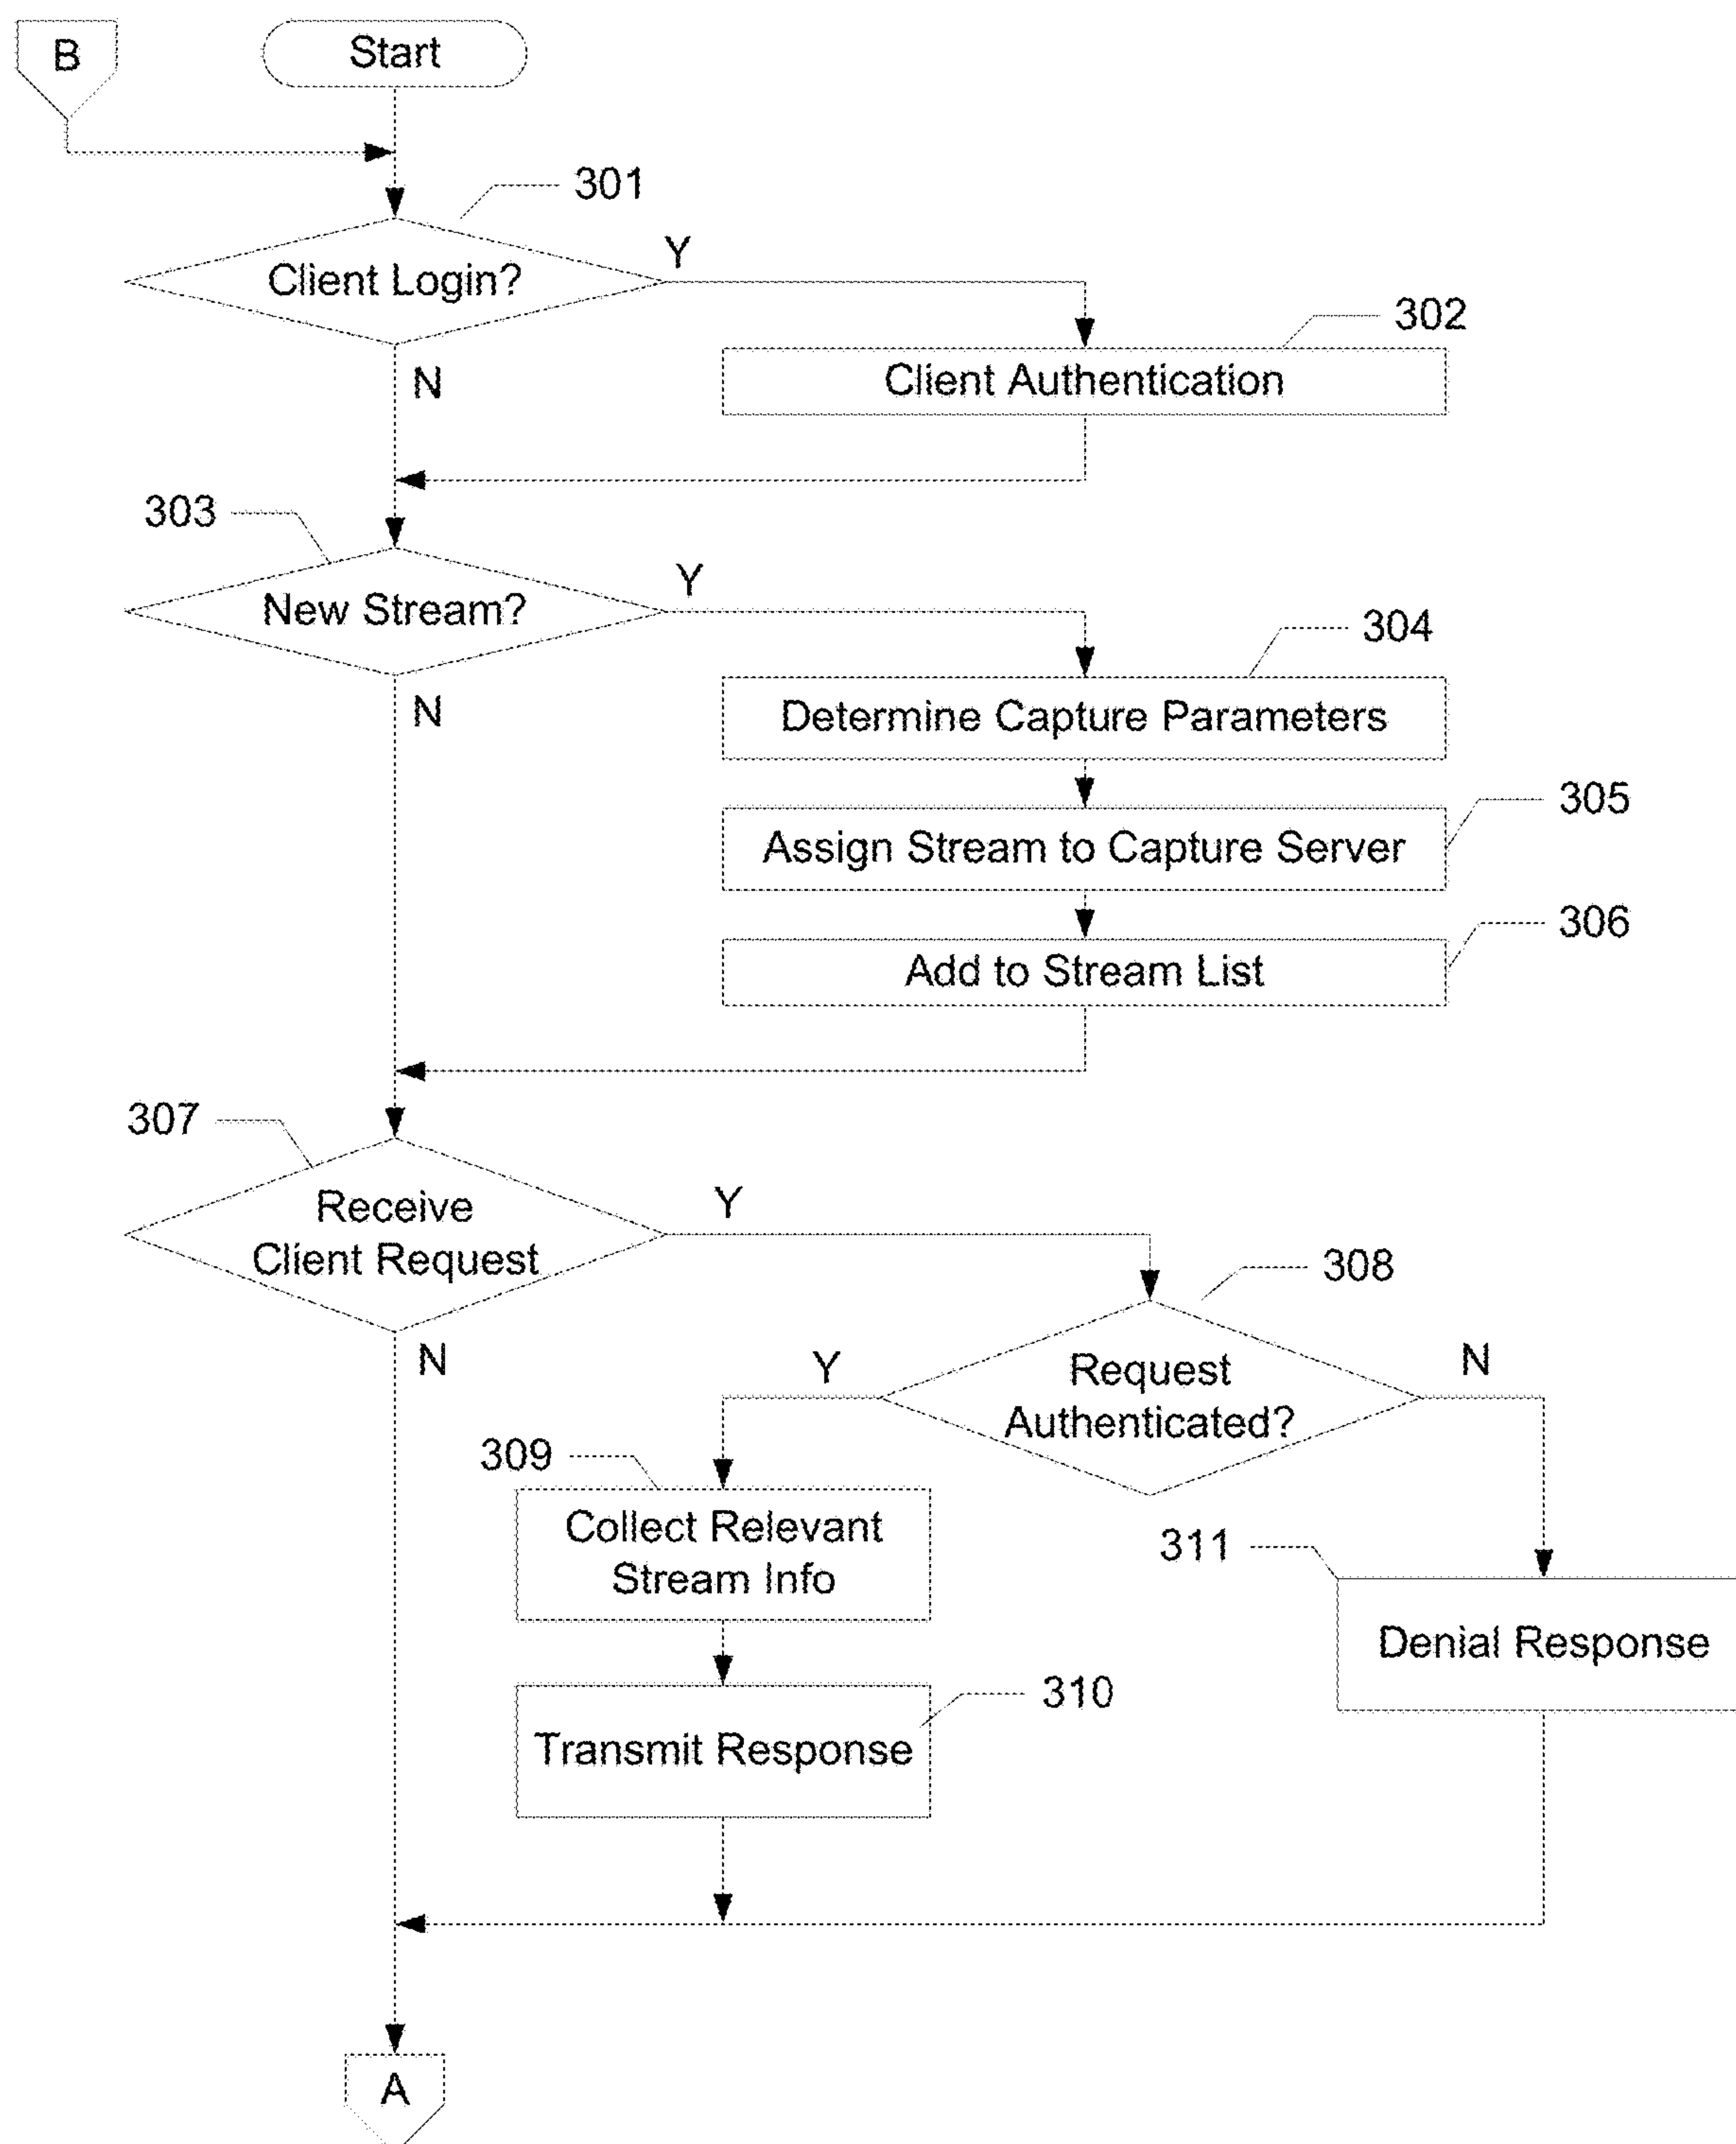 B
Start
301
Client Login?
Y
N
302
Client Authentication
303
New Stream?
Y
N
304
Determine Capture Parameters
305
Assign Stream to Capture Server
306
Add to Stream List
307
Receive
Client Request
Y
N
308
Request
Authenticated?
Y
N
309
Collect Relevant
Stream Info
310
Transmit Response
311
Denial Response
A